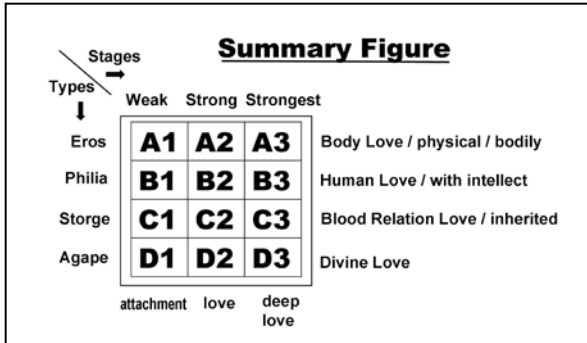 Summary Figure
Stages
Types
Weak Strong Strongest
Eros A1 A2 A3 Body Love / physical / bodily
Philia B1 B2 B3 Human Love / with intellect
Storge C1 C2 C3 Blood Relation Love / inherited
Agape D1 D2 D3 Divine Love
attachment love deep
love